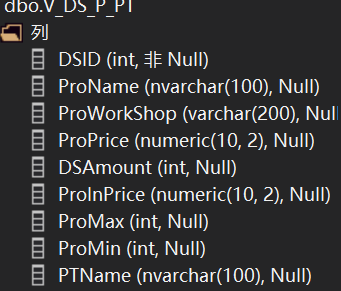 dbo.V_DS_P_PT
列
DSID (int, 非 Null)
ProName (nvarchar(100), Null)
ProWorkShop (varchar(200), Null)
ProPrice (numeric(10, 2), Null)
DSAmount (int, Null)
ProInPrice (numeric(10, 2), Null)
ProMax (int, Null)
ProMin (int, Null)
PTName (nvarchar(100), Null)